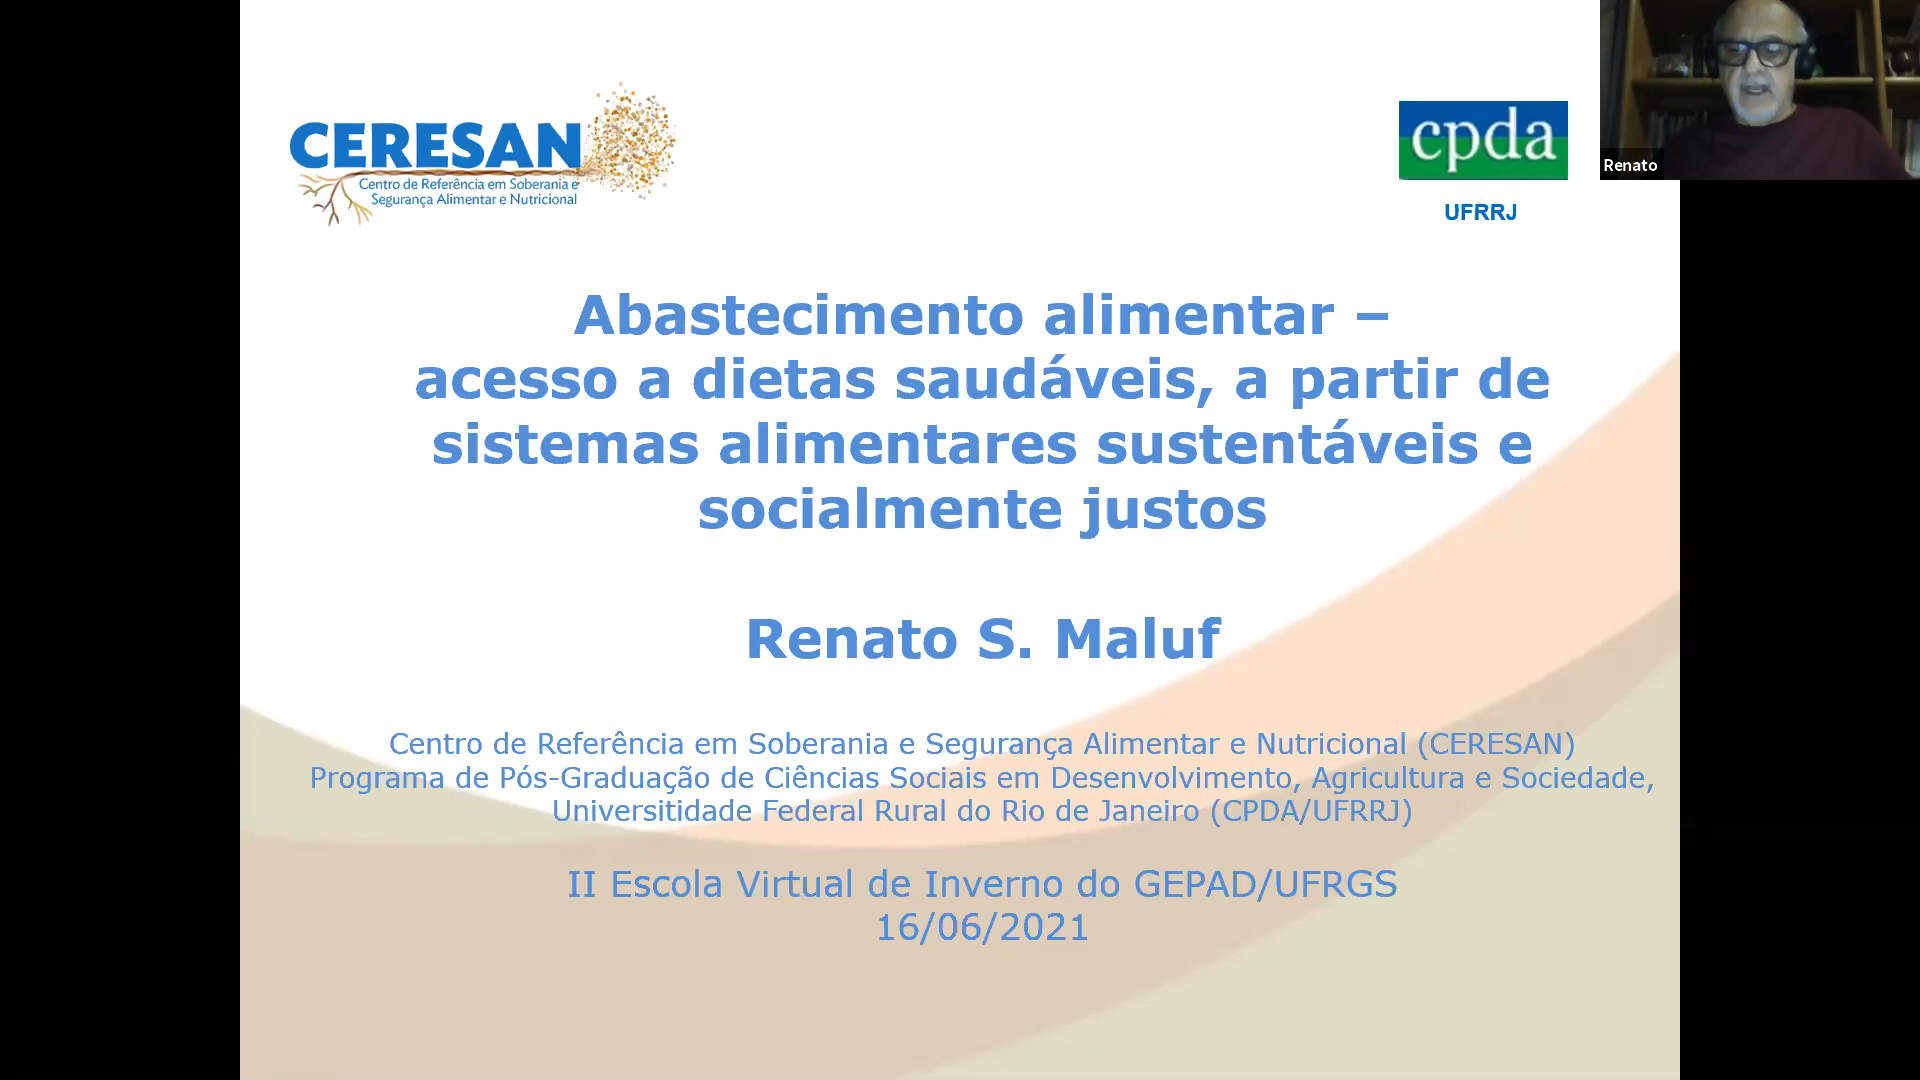 CERESAN
Centro de Referência em Soberania e
Segurança Alimentar e Nutricional
cpda
UFRRJ
Renato
Abastecimento alimentar –
acesso a dietas saudáveis, a partir de
sistemas alimentares sustentáveis e
socialmente justos
Renato S. Maluf
Centro de Referência em Soberania e Segurança Alimentar e Nutricional (CERESAN)
Programa de Pós-Graduação de Ciências Sociais em Desenvolvimento, Agricultura e Sociedade,
Universitidade Federal Rural do Rio de Janeiro (CPDA/UFRRJ)
II Escola Virtual de Inverno do GEPAD/UFRGS
16/06/2021